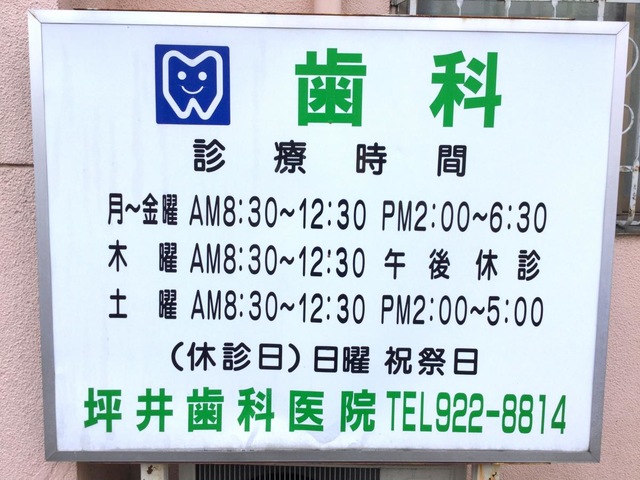 歯科
診療時間
月～金曜 AM8:30～12:30 PM2:00～6:30
木曜 AM8:30～12:30 午後休診
土曜 AM8:30～12:30 PM2:00～5:00
(休診日)日曜 祝祭日
坪井歯科医院 TEL922-8814